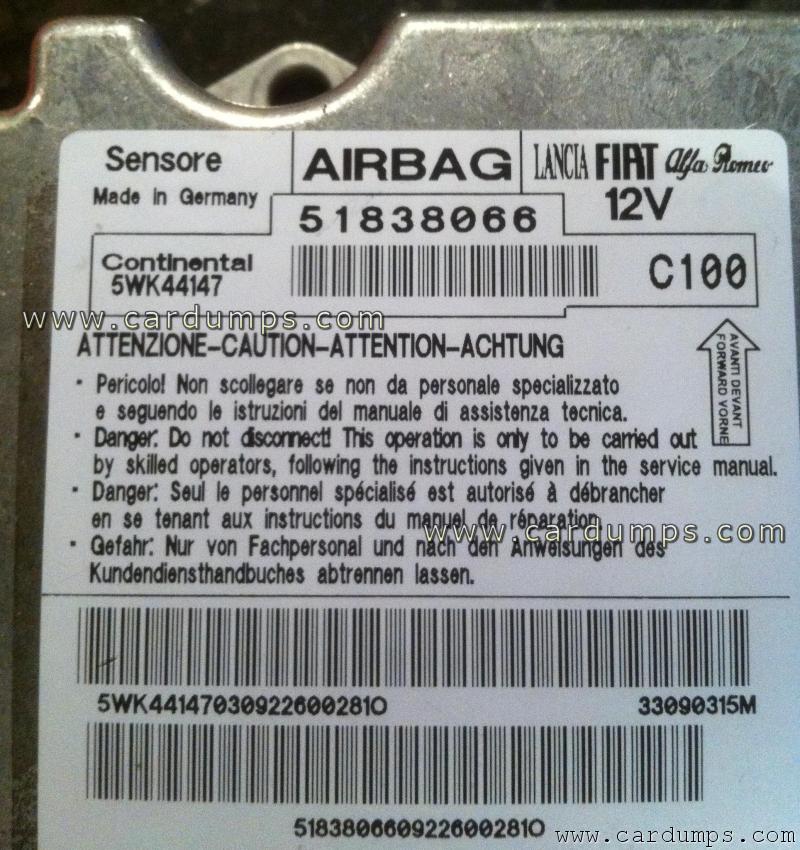 Sensore AIRBAG LANCIA FIAT Alfa Romeo
Made in Germany 51838066 12V
Continental
5WK44147 C100
www.cardumps.com
ATTENZIONE-CAUTION-ATTENTION-ACHTUNG
AVANTI DEVANT
FORWARD VORNE
· Pericolo! Non scollegare se non da personale specializzato
e seguendo le istruzioni del manuale di assistenza tecnica.
· Danger: Do not disconnect! This operation is only to be carried out
by skilled operators, following the instructions given in the service manual.
· Danger: Seul le personnel spécialisé est autorisé à débrancher
en se tenant aux instructions du manuel de réparation.
www.cardumps.com
· Gefahr: Nur von Fachpersonal und nach den Anweisungen des
Kundendiensthandbuches abtrennen lassen.
5WK44147030922600281O 33090315M
518380660922600281O
www.cardumps.com